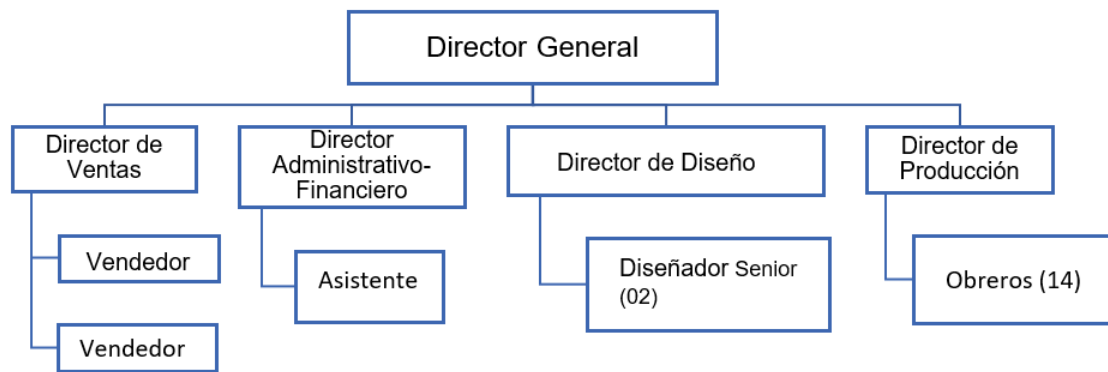 Director General
Director de
Ventas
Director
Administrativo-
Financiero
Director de Diseño
Director de
Producción
Vendedor
Asistente
Diseñador Senior
(02)
Obreros (14)
Vendedor